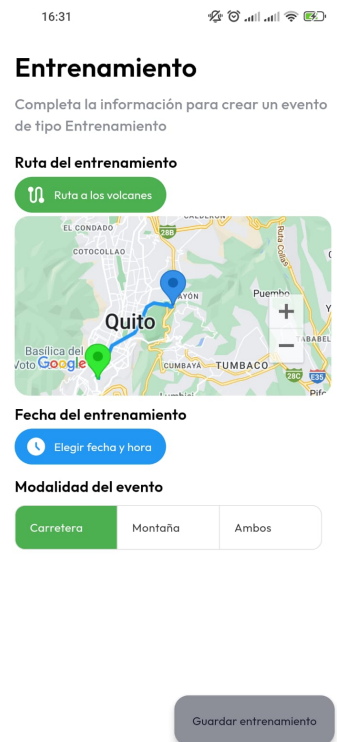 16:31
Entrenamiento
Completa la información para crear un evento
de tipo Entrenamiento
Ruta del entrenamiento
Ruta a los volcanes
CALDERÓN
EL CONDADO
28B
COTOCOLLAO
Ruta Collas
Puembo
Quito
Basílica del
Voto
Google
CUMBAYÁ
TUMBACO
28C
E35
Fecha del entrenamiento
Elegir fecha y hora
Modalidad del evento
Carretera
Montaña
Ambos
Guardar entrenamiento